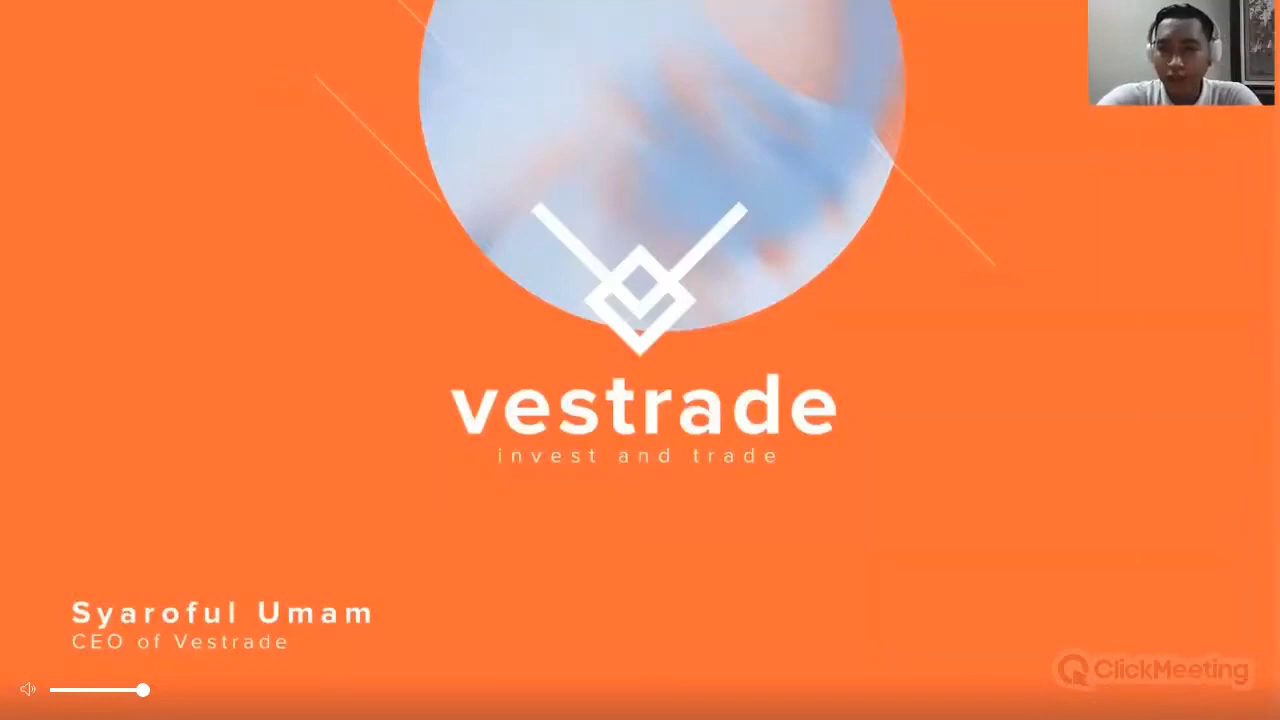 vestrade
invest and trade
Syaroful Umam
CEO of Vestrade
ClickMeeting